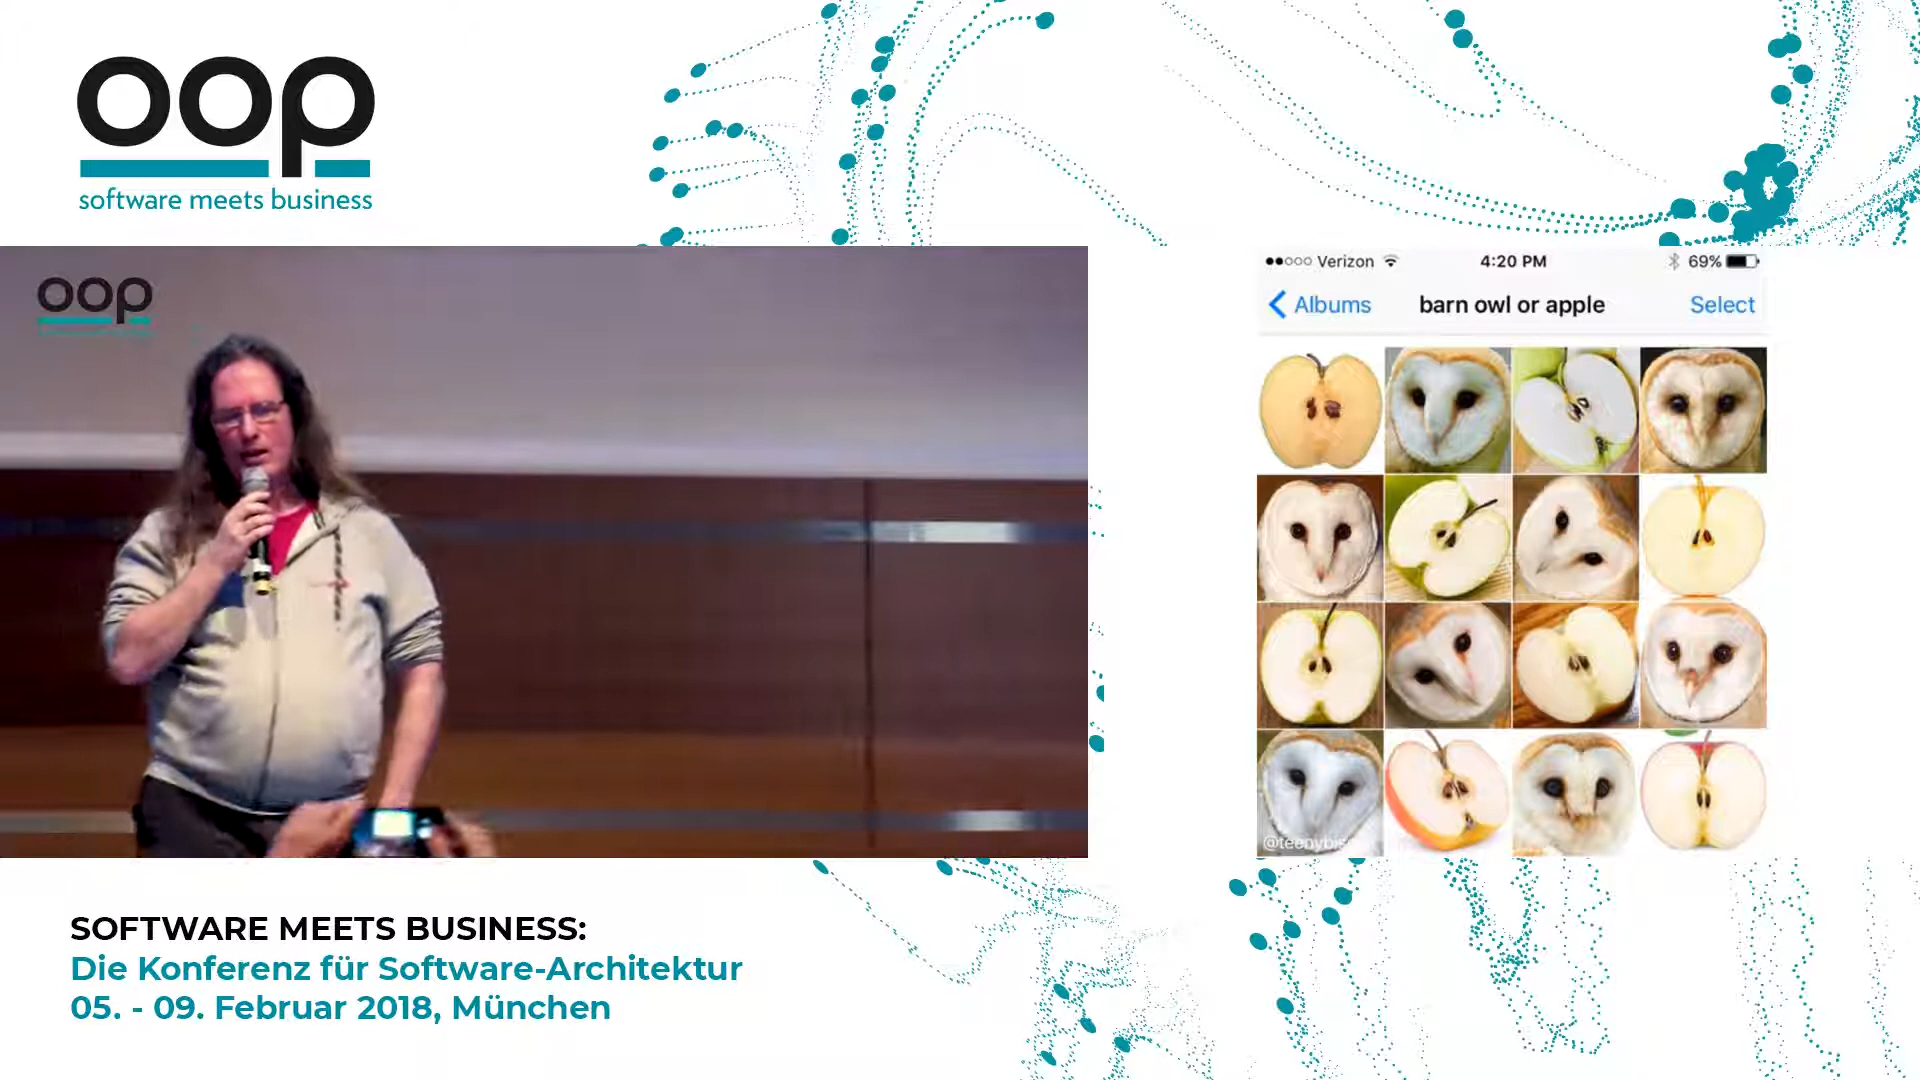 oop
software meets business
oop
Verizon
4:20 PM
69%
Albums
barn owl or apple
Select
SOFTWARE MEETS BUSINESS:
Die Konferenz für Software-Architektur
05. - 09. Februar 2018, München